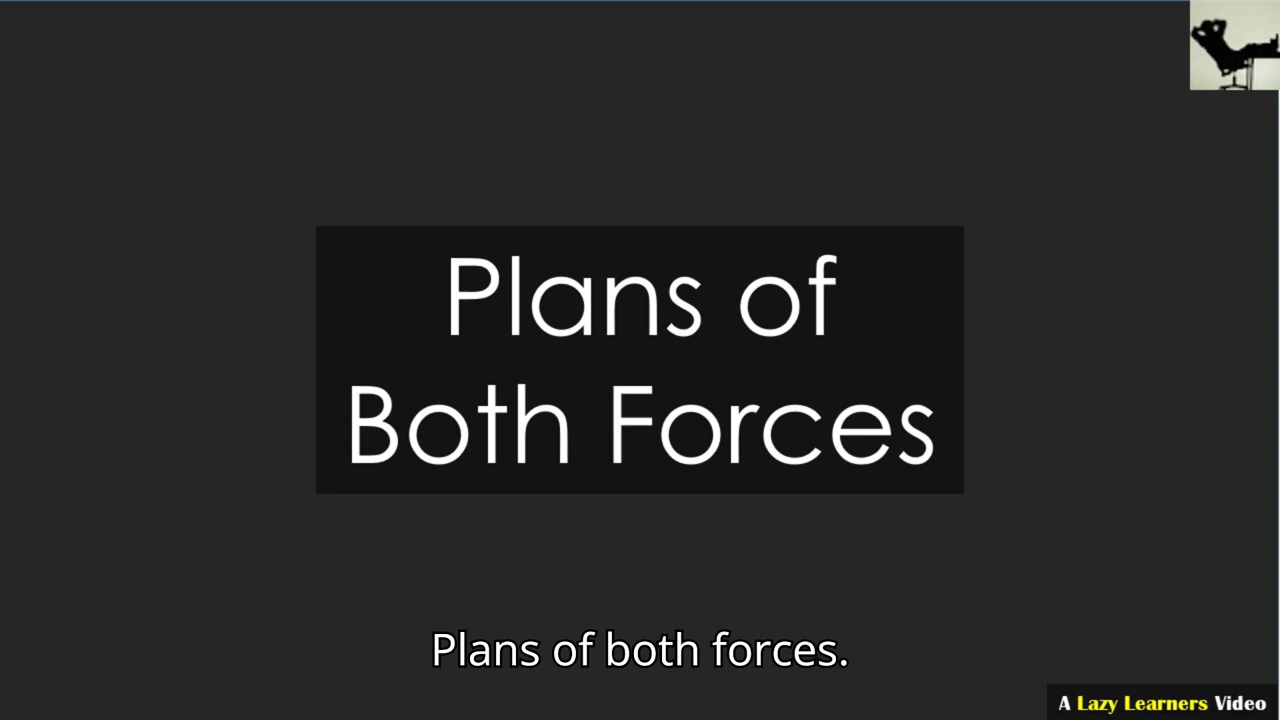 Plans of
Both Forces
Plans of both forces.
A Lazy Learners Video